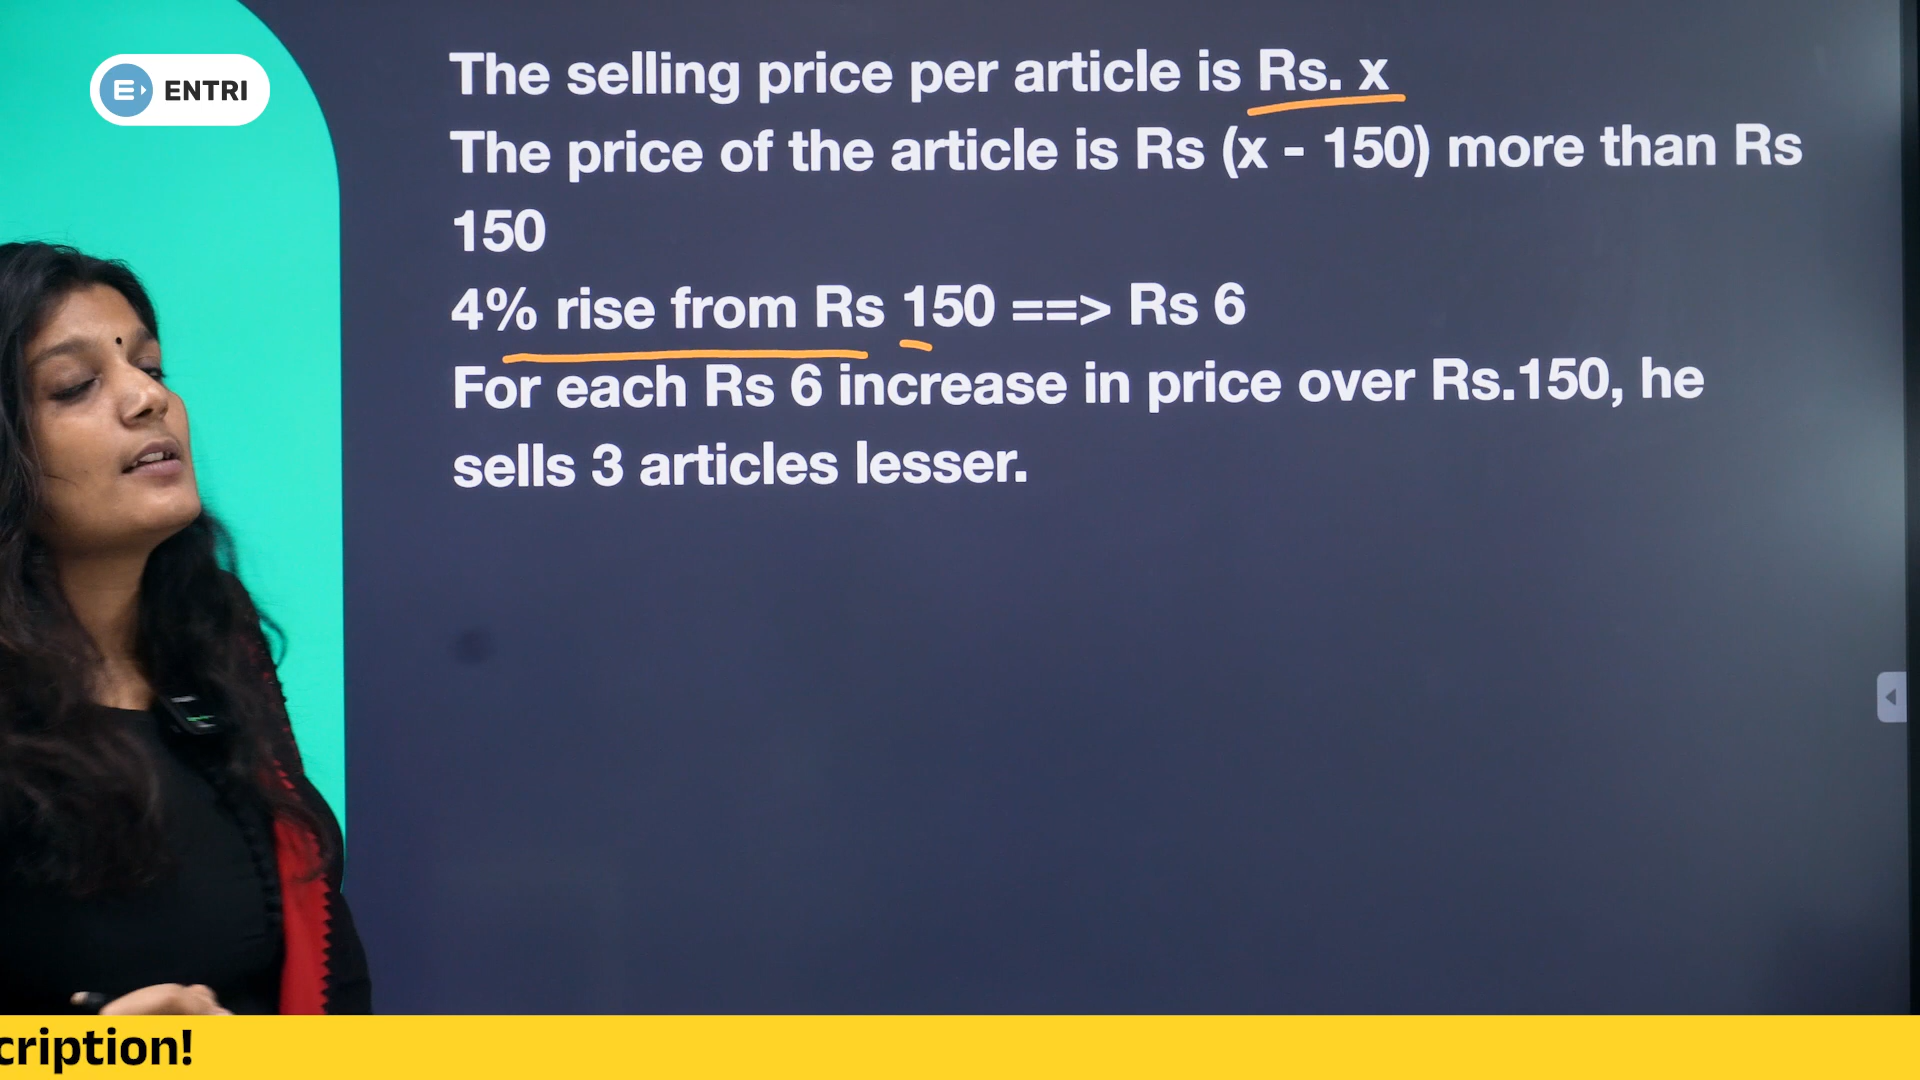 ENTRI
The selling price per article is Rs. x
The price of the article is Rs (x - 150) more than Rs
150
4% rise from Rs 150 ==> Rs 6
For each Rs 6 increase in price over Rs.150, he
sells 3 articles lesser.
cription!